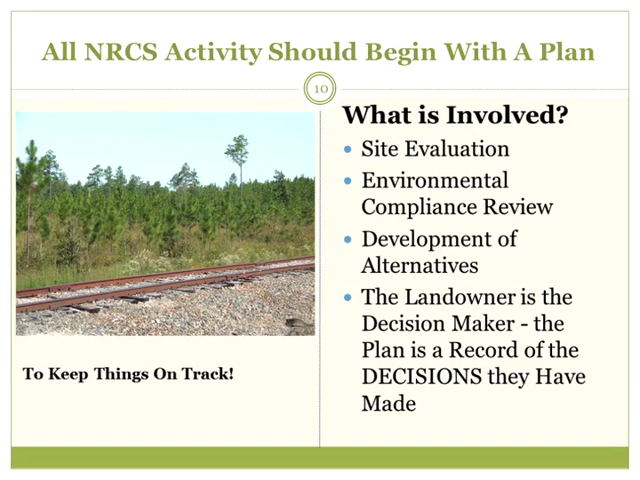 All NRCS Activity Should Begin With A Plan
10
What is Involved?
Site Evaluation
Environmental
Compliance Review
Development of
Alternatives
The Landowner is the
Decision Maker - the
Plan is a Record of the
DECISIONS they Have
Made
To Keep Things On Track!